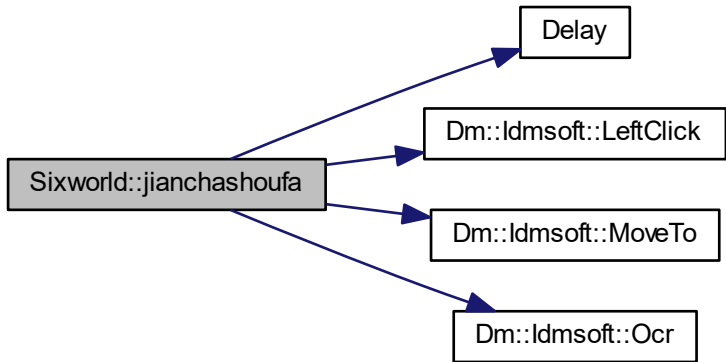 Delay
Dm::Idmsoft::LeftClick
Sixworld::jianchashoufa
Dm::Idmsoft::MoveTo
Dm::Idmsoft::Ocr